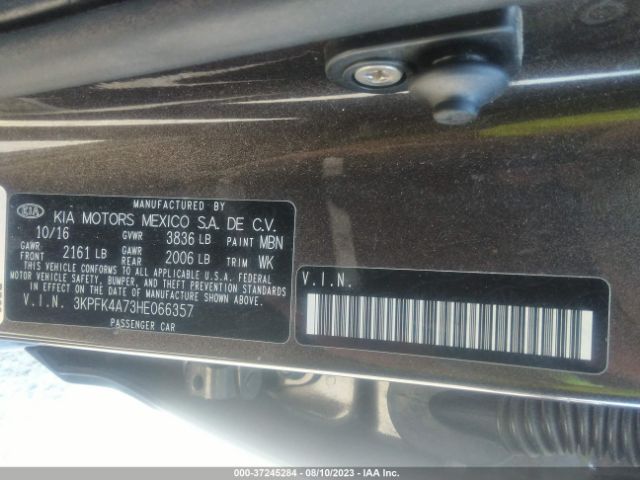 MANUFACTURED BY
KIA KIA MOTORS MEXICO S.A. DE C.V.
10/16 GVWR 3836 LB PAINT MBN
GAWR FRONT 2161 LB GAWR REAR 2006 LB TRIM WK
THIS VEHICLE CONFORMS TO ALL APPLICABLE U.S.A. FEDERAL
MOTOR VEHICLE SAFETY, BUMPER, AND THEFT PREVENTION STANDARDS
IN EFFECT ON THE DATE OF MANUFACTURE SHOWN ABOVE.
V.I.N. 3KPFK4A73HE066357
PASSENGER CAR
V.I.N.
000-37245284 - 08/10/2023 - IAA Inc.